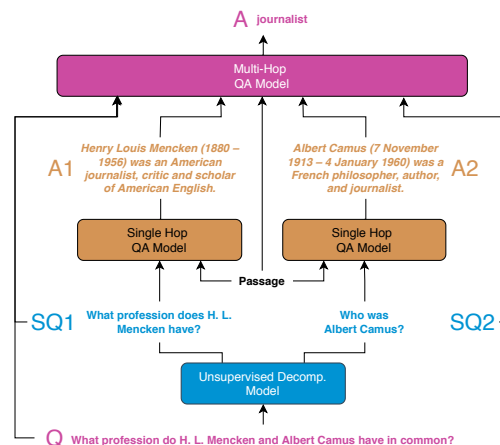 A journalist
Multi-Hop
QA Model
A1
Henry Louis Mencken (1880 –
1956) was an American
journalist, critic and scholar
of American English.
Albert Camus (7 November
1913 – 4 January 1960) was a
French philosopher, author,
and journalist.
A2
Single Hop
QA Model
Single Hop
QA Model
Passage
SQ1
What profession does H. L.
Mencken have?
Who was
Albert Camus?
SQ2
Unsupervised Decomp.
Model
Q What profession do H. L. Mencken and Albert Camus have in common?